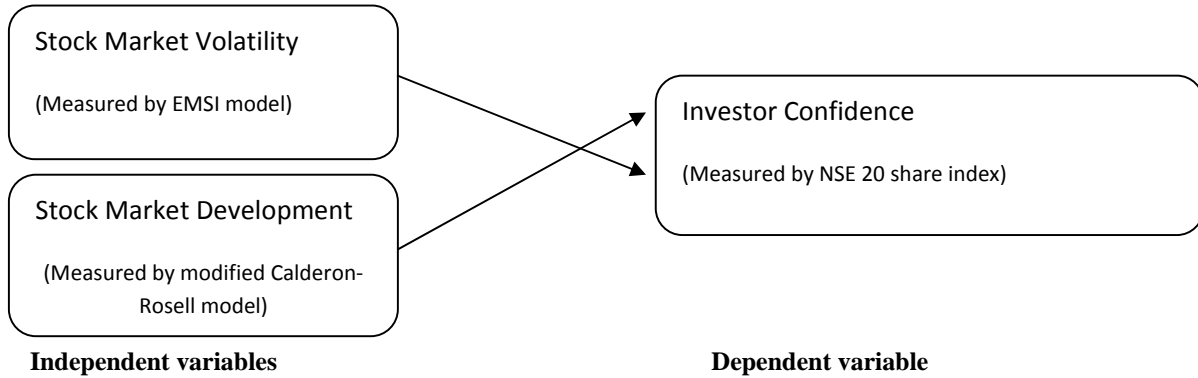 Stock Market Volatility
(Measured by EMSI model)
Stock Market Development
(Measured by modified Calderon-
Rosell model)
Investor Confidence
(Measured by NSE 20 share index)
Independent variables
Dependent variable